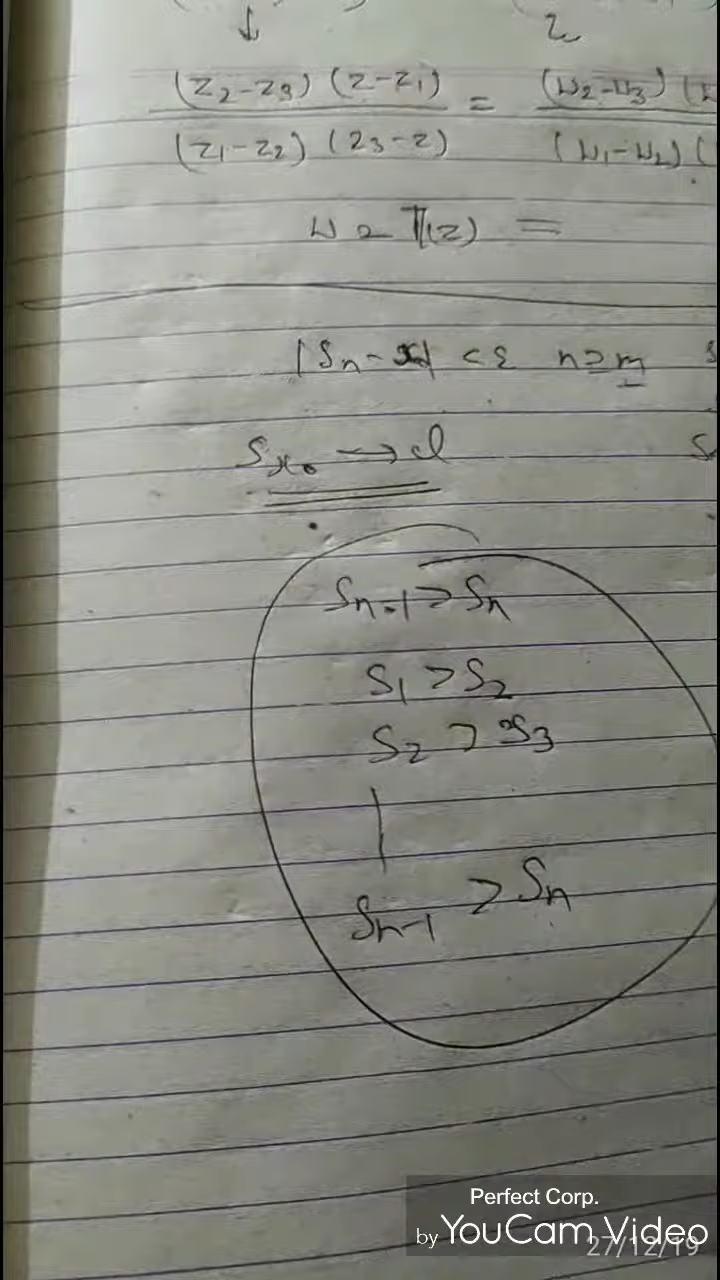 (z₂-z₃) (z-z₁) = (w₂-w₃) (
(z₁-z₂) (z₃-z) (w₁-w₂) (
w = T(z) =
|Sₙ - | < ε n ≥ m
S → l
Sₙ₋₁ > Sₙ
S₁ > S₂
S₂ > S₃
|
Sₙ₋₁ > Sₙ
Perfect Corp.
by YouCam Video
27/12/19